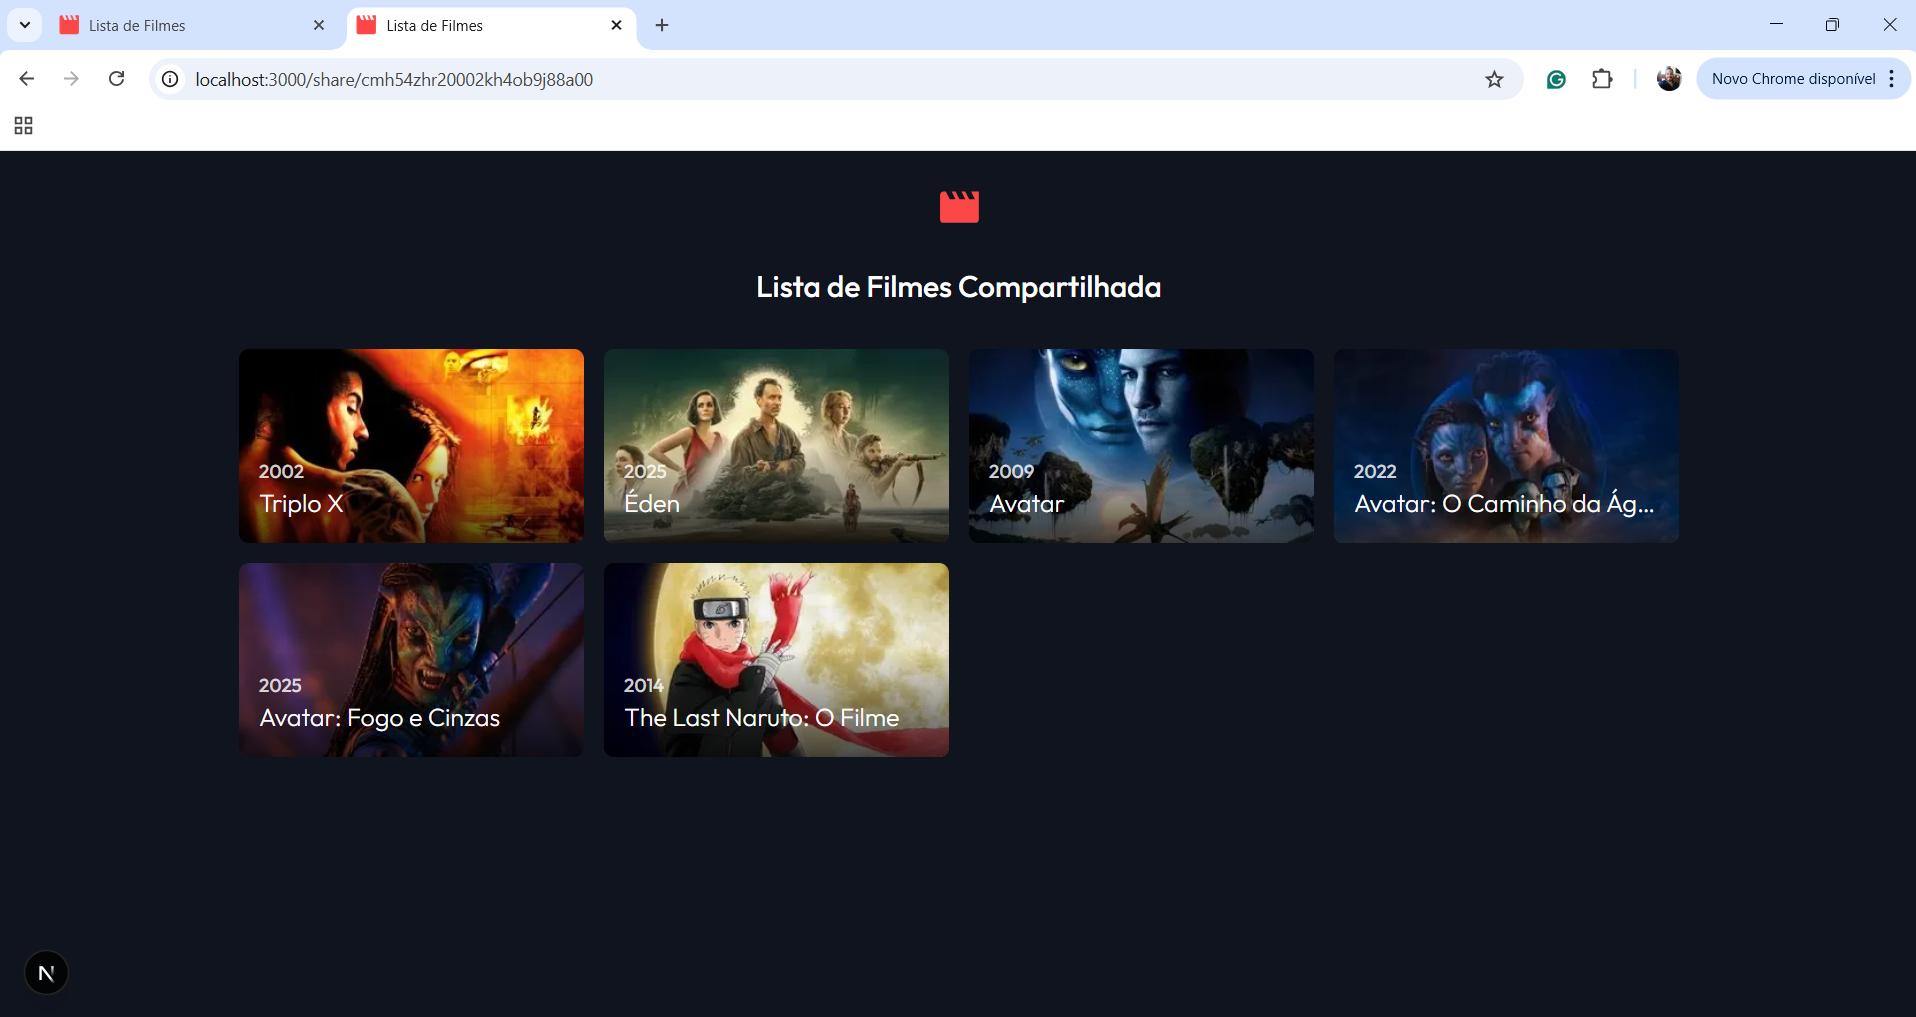 Lista de Filmes
Lista de Filmes
localhost:3000/share/cmh54zhr20002kh4ob9j88a00
Novo Chrome disponível
Lista de Filmes Compartilhada
2002
Triplo X
2025
Éden
2009
Avatar
2022
Avatar: O Caminho da Ág...
2025
Avatar: Fogo e Cinzas
2014
The Last Naruto: O Filme
N